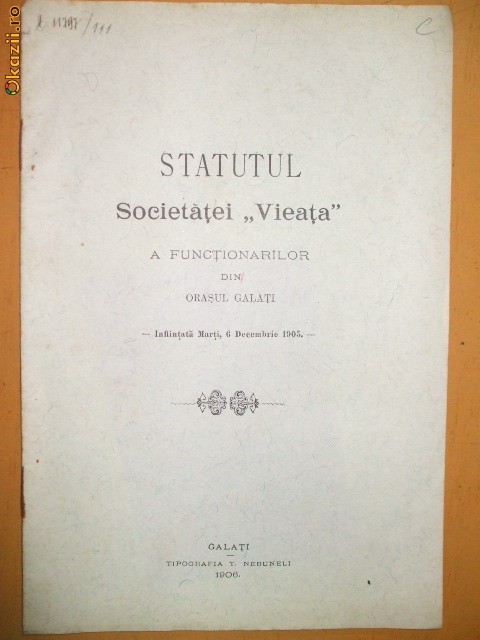 Okazii.ro
STATUTUL
Societăței „Vieața”
A FUNCȚIONARILOR
DIN
ORAȘUL GALAȚI
— Inființată Marți, 6 Decembrie 1905. —
GALAȚI
TIPOGRAFIA T. NEBUNELI
1906.